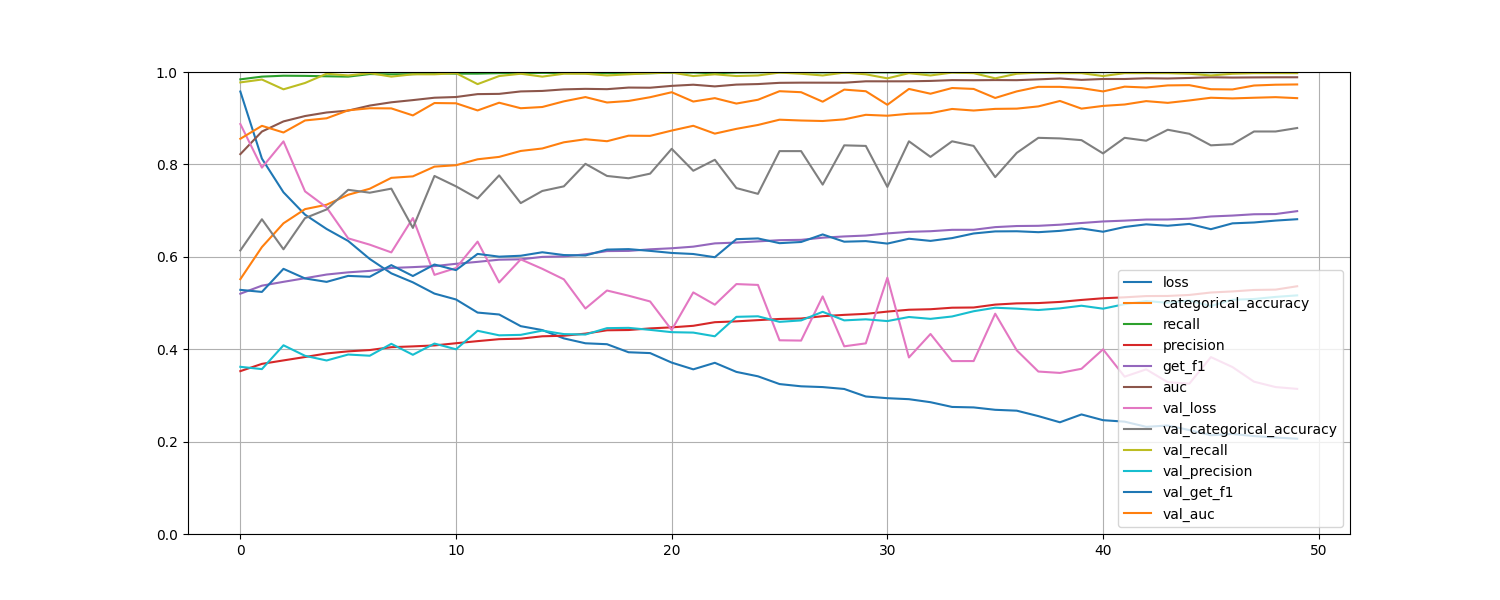 1.0
0.8
0.6
0.4
0.2
0.0
0 10 20 30 40 50
loss
categorical_accuracy
recall
precision
get_f1
auc
val_loss
val_categorical_accuracy
val_recall
val_precision
val_get_f1
val_auc